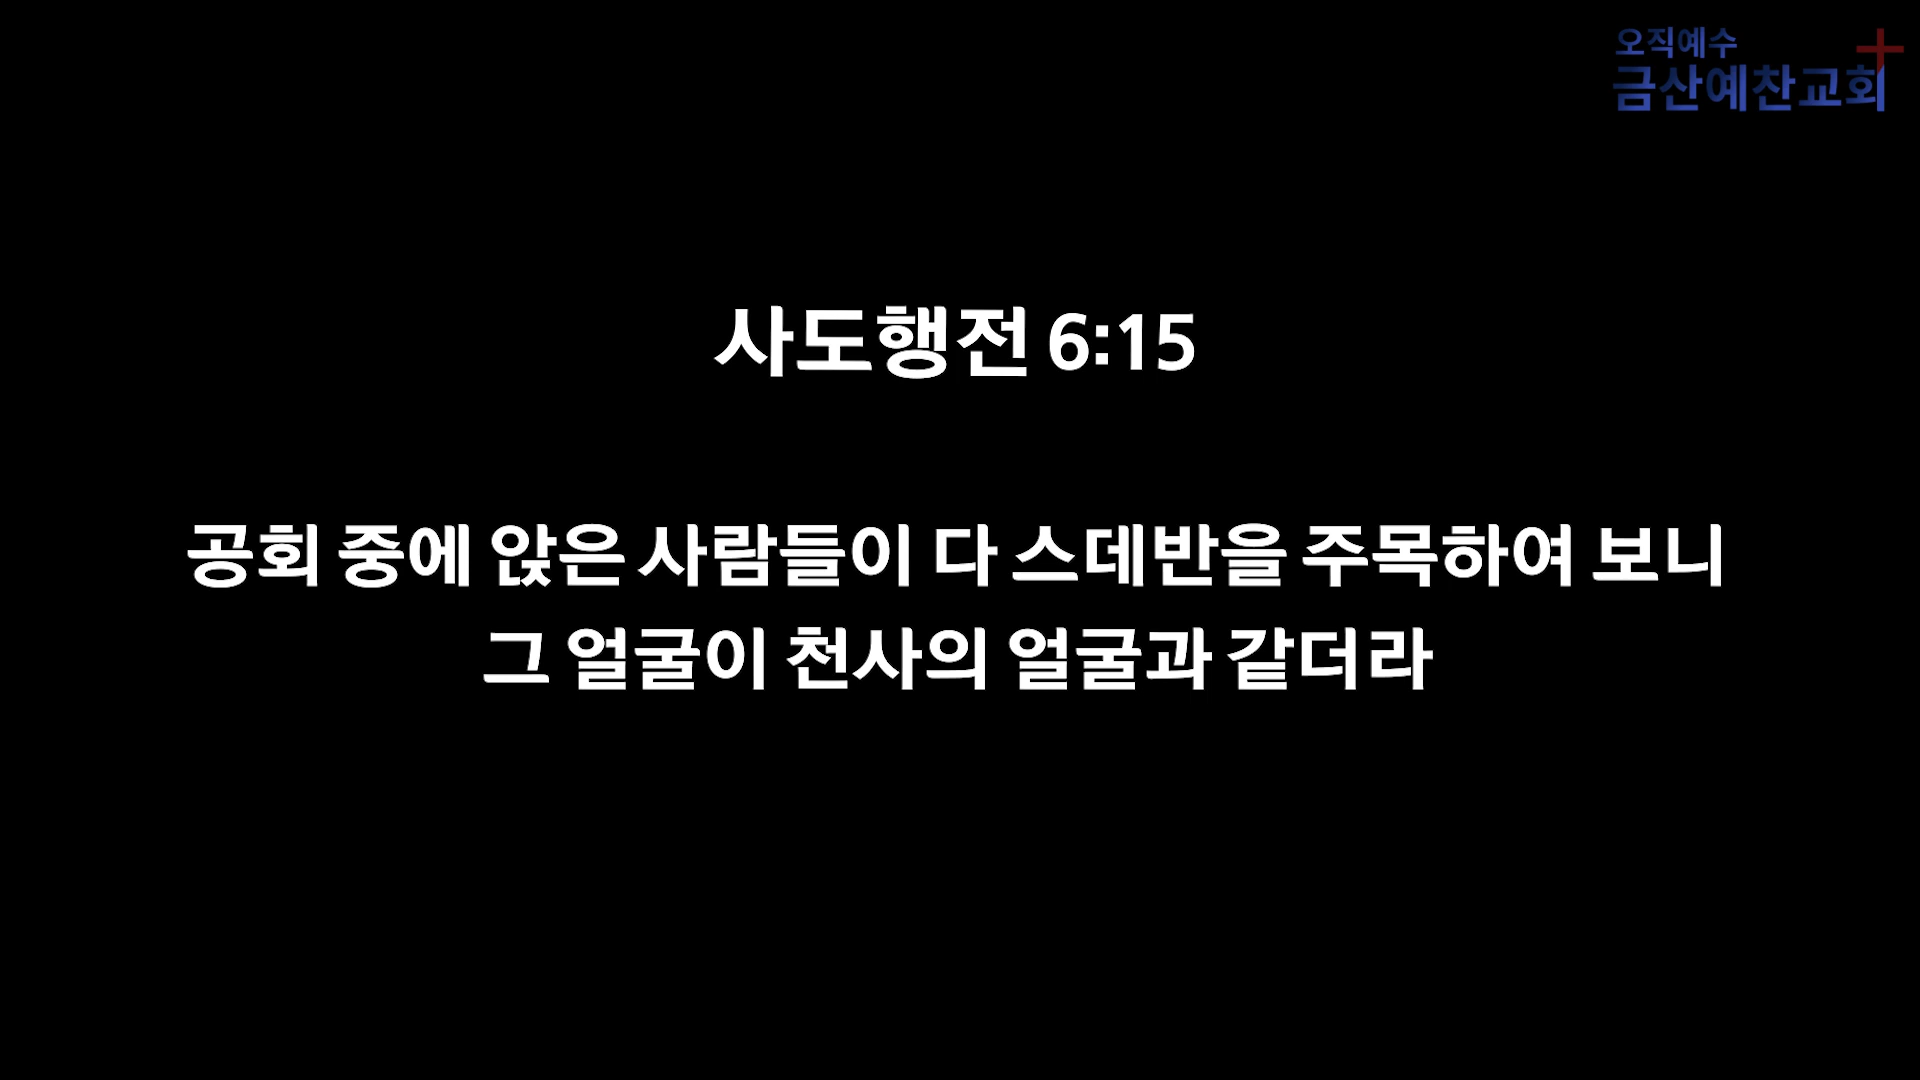 오직예수
금산예찬교회
사도행전 6:15
공회 중에 앉은 사람들이 다 스데반을 주목하여 보니
그 얼굴이 천사의 얼굴과 같더라